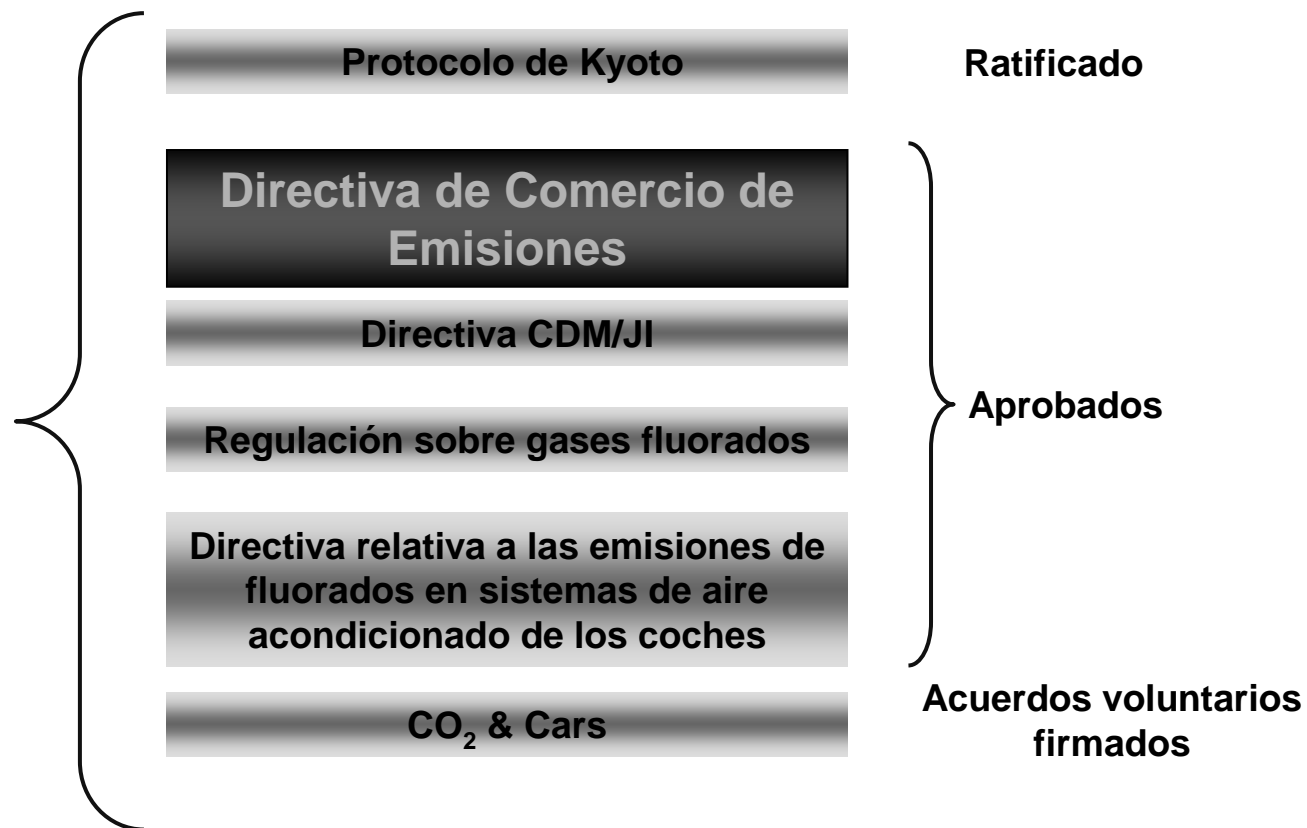 Protocolo de Kyoto
Ratificado
Directiva de Comercio de
Emisiones
Directiva CDM/JI
Regulación sobre gases fluorados
Aprobados
Directiva relativa a las emisiones de
fluorados en sistemas de aire
acondicionado de los coches
CO₂ & Cars
Acuerdos voluntarios
firmados